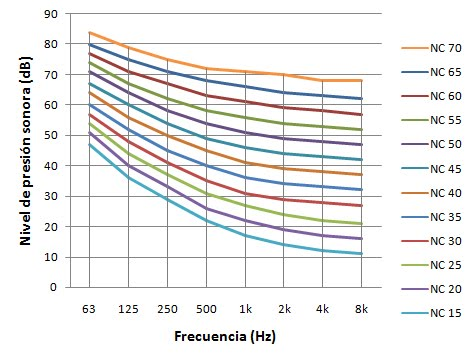 90
80
70
60
50
40
30
20
10
0
Nivel de presión sonora (dB)
63 125 250 500 1k 2k 4k 8k
Frecuencia (Hz)
NC 70
NC 65
NC 60
NC 55
NC 50
NC 45
NC 40
NC 35
NC 30
NC 25
NC 20
NC 15